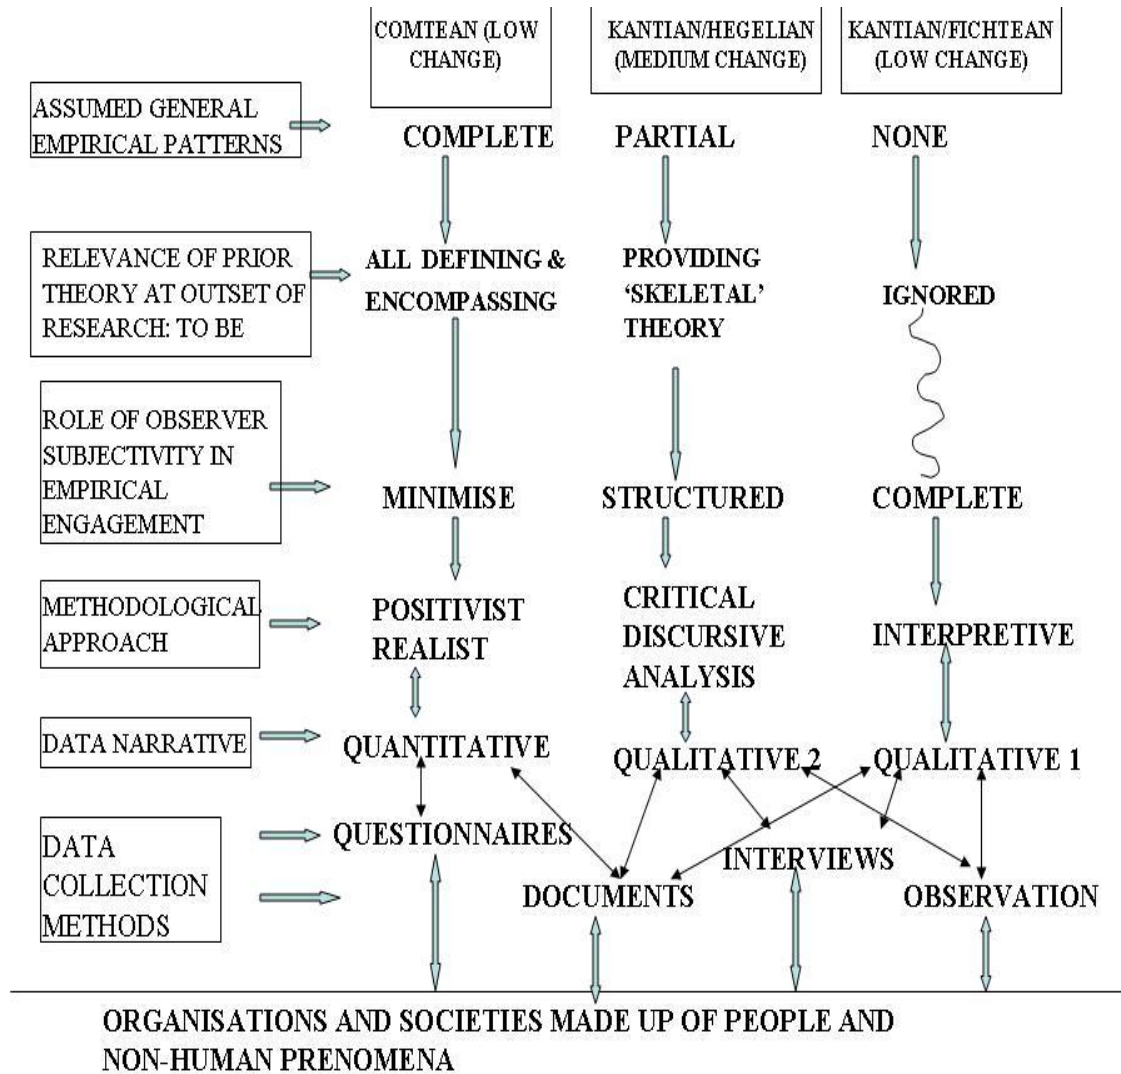 COMTEAN (LOW
CHANGE)
KANTIAN/HEGELIAN
(MEDIUM CHANGE)
KANTIAN/FICHTEAN
(LOW CHANGE)
ASSUMED GENERAL
EMPIRICAL PATTERNS
COMPLETE
PARTIAL
NONE
RELEVANCE OF PRIOR
THEORY AT OUTSET OF
RESEARCH: TO BE
ALL DEFINING &
ENCOMPASSING
PROVIDING
‘SKELETAL’
THEORY
IGNORED
ROLE OF OBSERVER
SUBJECTIVITY IN
EMPIRICAL
ENGAGEMENT
MINIMISE
STRUCTURED
COMPLETE
METHODOLOGICAL
APPROACH
POSITIVIST
REALIST
CRITICAL
DISCURSIVE
ANALYSIS
INTERPRETIVE
DATA NARRATIVE
QUANTITATIVE
QUALITATIVE 2
QUALITATIVE 1
DATA
COLLECTION
METHODS
QUESTIONNAIRES
DOCUMENTS
INTERVIEWS
OBSERVATION
ORGANISATIONS AND SOCIETIES MADE UP OF PEOPLE AND
NON-HUMAN PRENOMENA